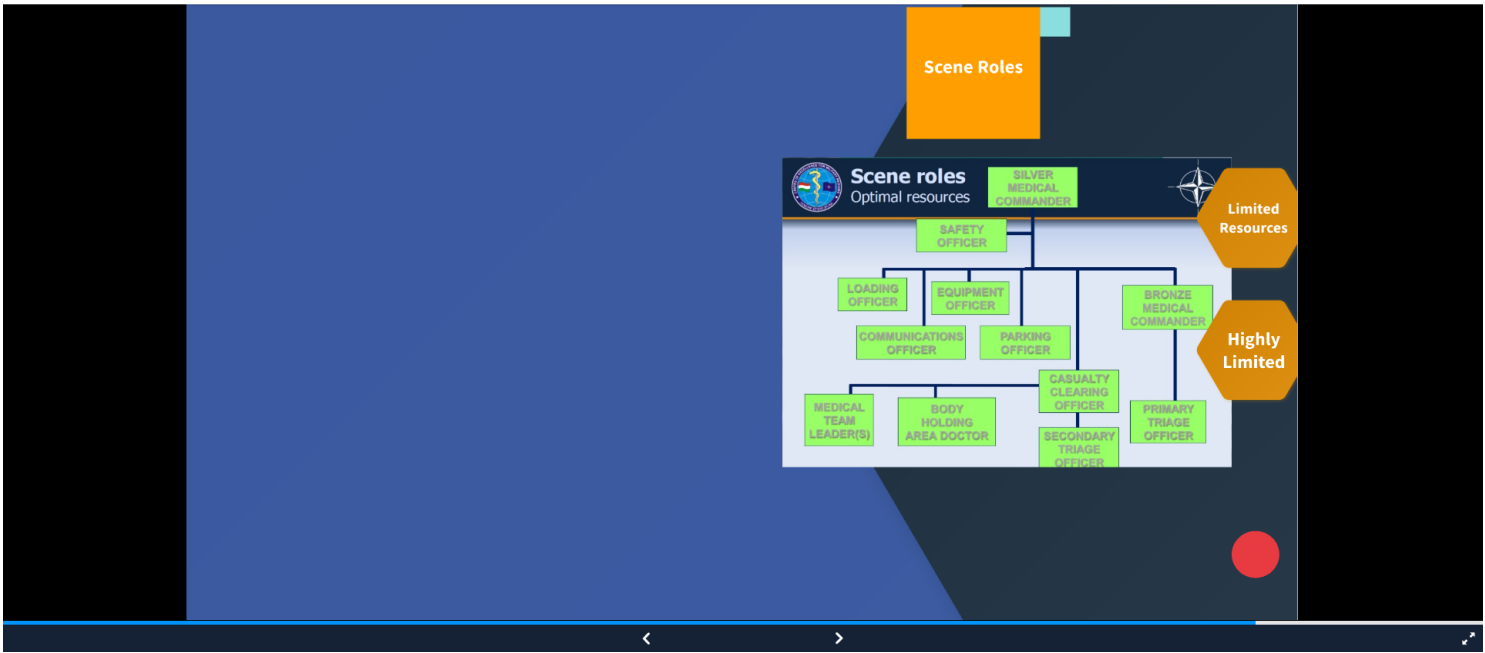 Scene Roles
Scene roles
Optimal resources
SILVER
MEDICAL
COMMANDER
Limited
Resources
SAFETY
OFFICER
LOADING
OFFICER
EQUIPMENT
OFFICER
BRONZE
MEDICAL
COMMANDER
COMMUNICATIONS
OFFICER
PARKING
OFFICER
Highly
Limited
CASUALTY
CLEARING
OFFICER
MEDICAL
TEAM
LEADER(S)
BODY
HOLDING
AREA DOCTOR
PRIMARY
TRIAGE
OFFICER
SECONDARY
TRIAGE
OFFICER